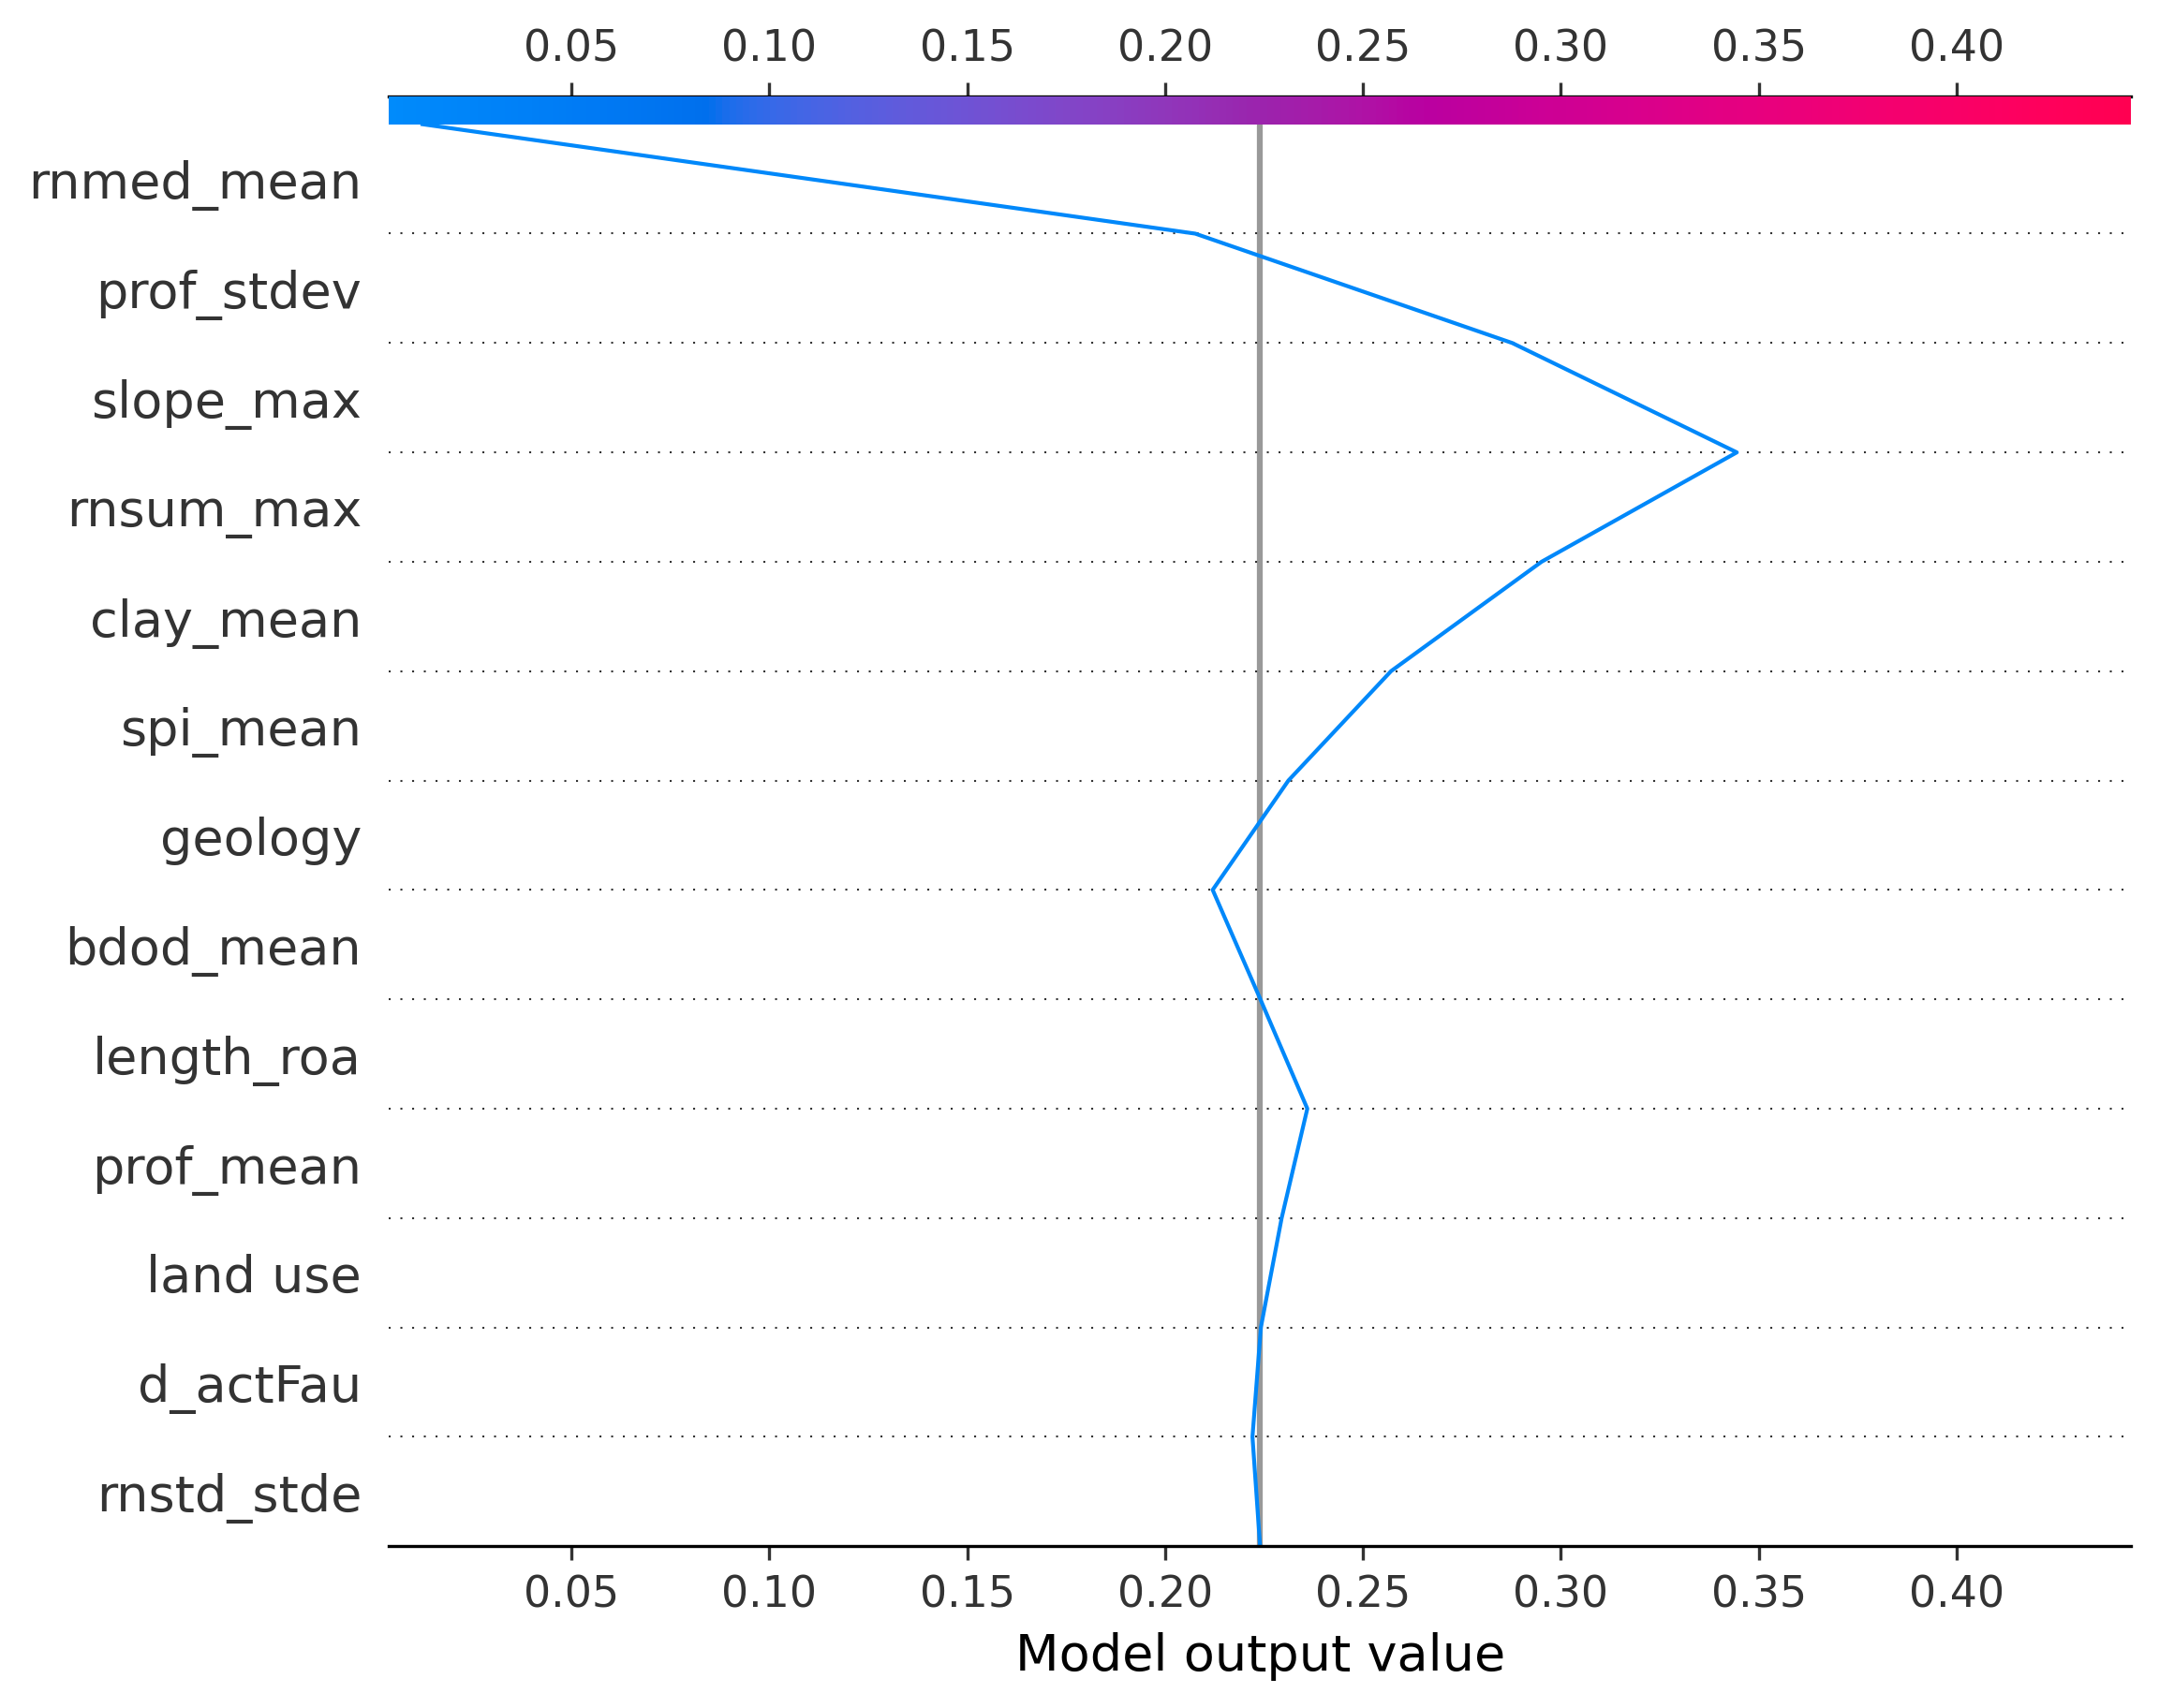 0.05 0.10 0.15 0.20 0.25 0.30 0.35 0.40
rnmed_mean
prof_stdev
slope_max
rnsum_max
clay_mean
spi_mean
geology
bdod_mean
length_roa
prof_mean
land use
d_actFau
rnstd_stde
0.05 0.10 0.15 0.20 0.25 0.30 0.35 0.40
Model output value